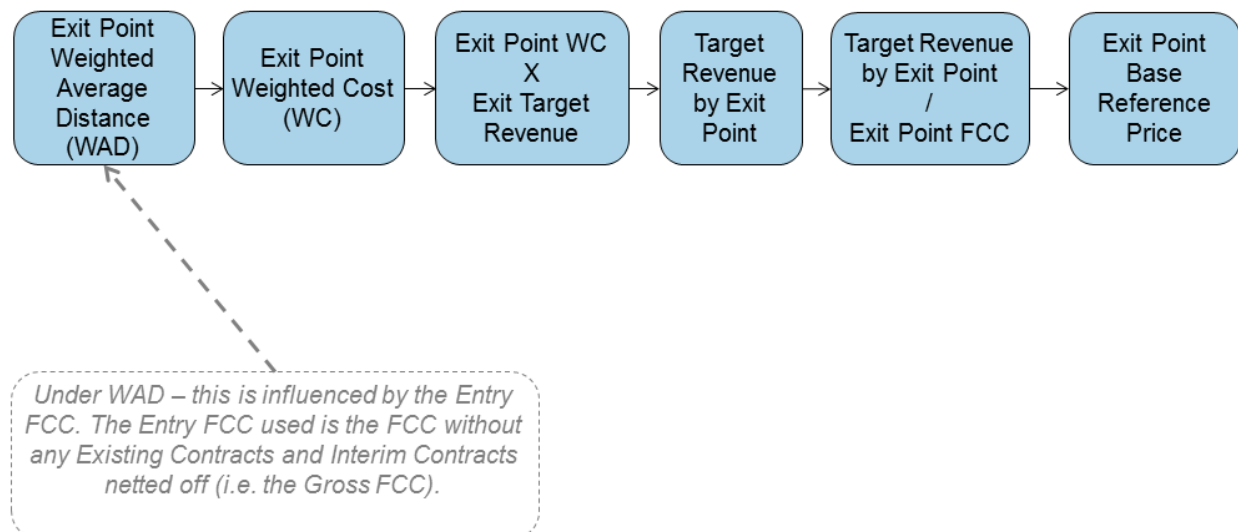 Exit Point
Weighted
Average
Distance
(WAD)
Exit Point
Weighted Cost
(WC)
Exit Point WC
X
Exit Target
Revenue
Target
Revenue
by Exit
Point
Target Revenue
by Exit Point
/
Exit Point FCC
Exit Point
Base
Reference
Price
Under WAD – this is influenced by the Entry
FCC. The Entry FCC used is the FCC without
any Existing Contracts and Interim Contracts
netted off (i.e. the Gross FCC).